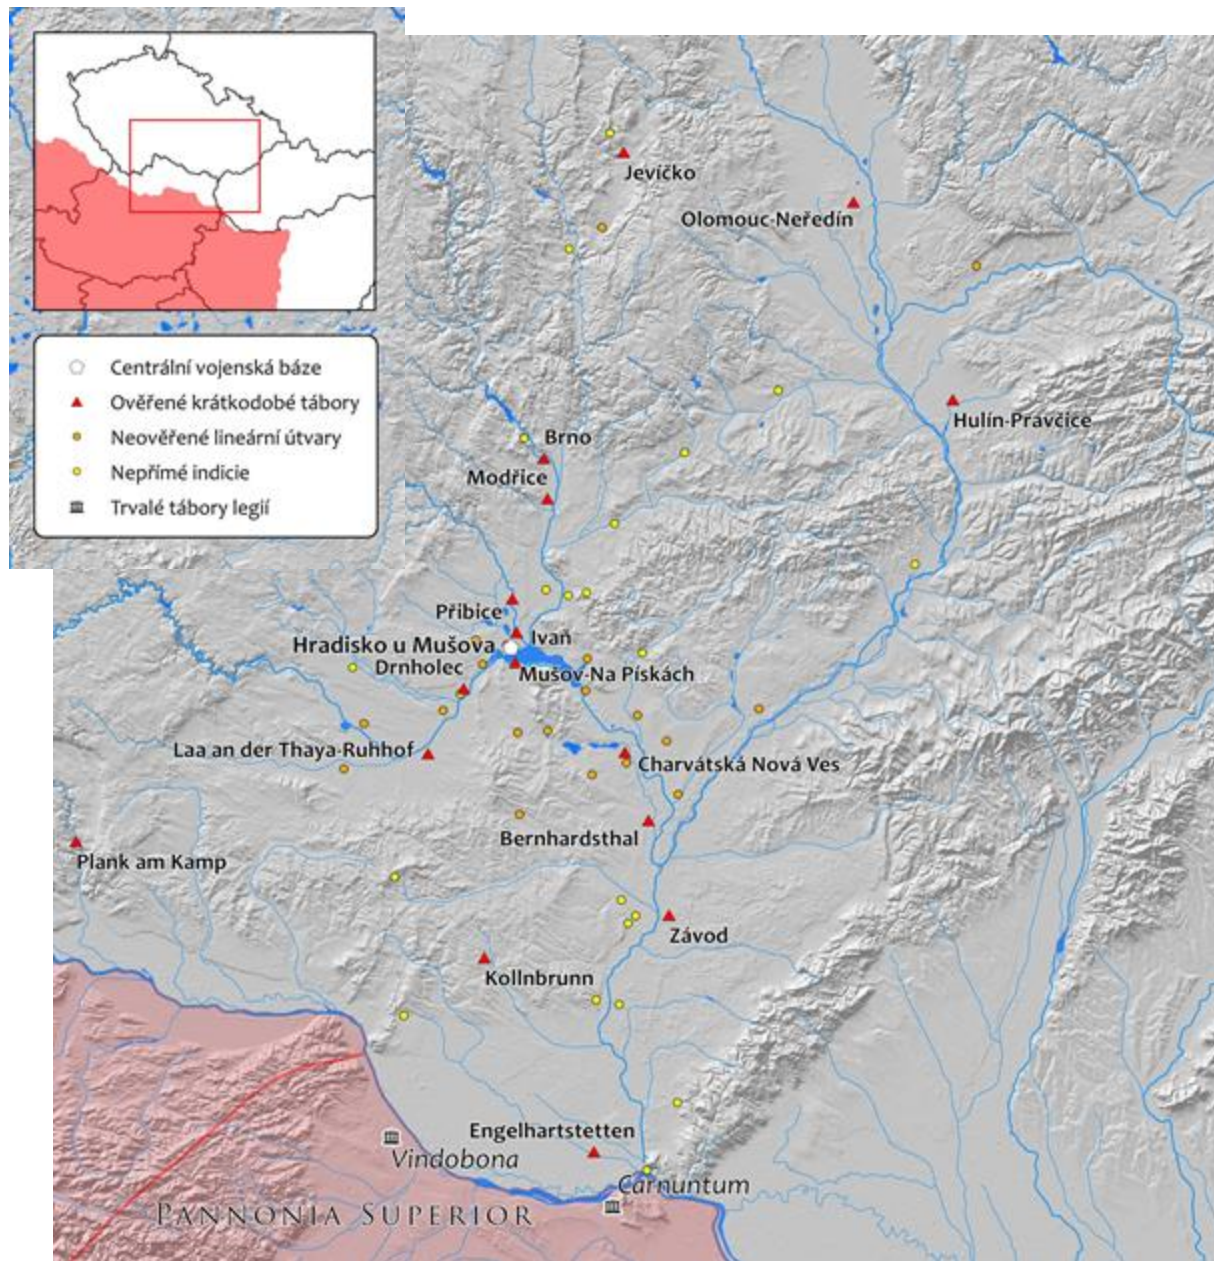 Centrální vojenská báze
Ověřené krátkodobé tábory
Neověřené lineární útvary
Nepřímé indicie
Trvalé tábory legií
Jevíčko
Olomouc-Neředín
Hulín-Pravčice
Brno
Modřice
Přibice
Ivaň
Hradisko u Mušova
Drnholec
Mušov-Na Pískách
Laa an der Thaya-Ruhhof
Charvátská Nová Ves
Bernhardsthal
Plank am Kamp
Závod
Kollnbrunn
Engelhartstetten
Vindobona
Carnuntum
PANNONIA SUPERIOR